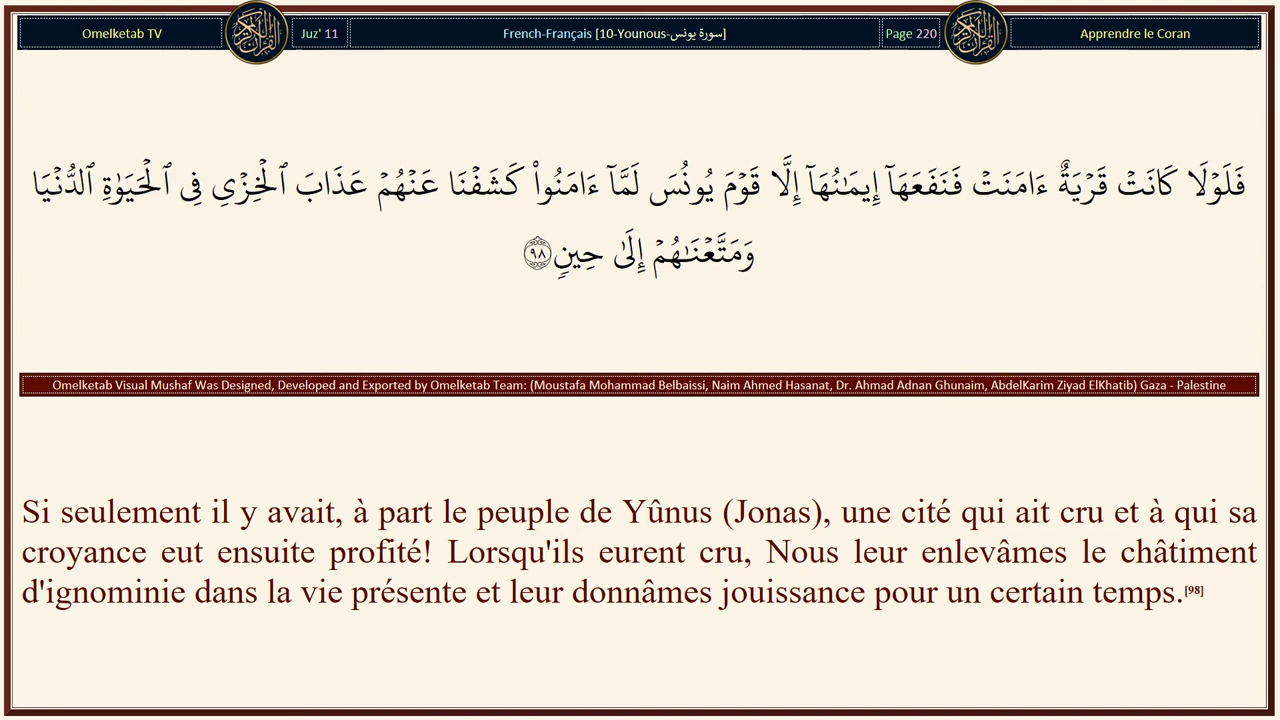 Omelketab TV
Juz' 11
French-Français [10-Younous-سورة يونس]
Page 220
Apprendre le Coran
فَلَوۡلَا كَانَتۡ قَرۡيَةٌ ءَامَنَتۡ فَنَفَعَهَآ إِيمَٰنُهَآ إِلَّا قَوۡمَ يُونُسَ لَمَّآ ءَامَنُواْ كَشَفۡنَا عَنۡهُمۡ عَذَابَ ٱلۡخِزۡيِ فِي ٱلۡحَيَوٰةِ ٱلدُّنۡيَا
وَمَتَّعۡنَٰهُمۡ إِلَىٰ حِينٖ ٩٨
Omelketab Visual Mushaf Was Designed, Developed and Exported by Omelketab Team: (Moustafa Mohammad Belbaissi, Naim Ahmed Hasanat, Dr. Ahmad Adnan Ghunaim, AbdelKarim Ziyad ElKhatib) Gaza - Palestine
Si seulement il y avait, à part le peuple de Yûnus (Jonas), une cité qui ait cru et à qui sa
croyance eut ensuite profité! Lorsqu'ils eurent cru, Nous leur enlevâmes le châtiment
d'ignominie dans la vie présente et leur donnâmes jouissance pour un certain temps.[98]